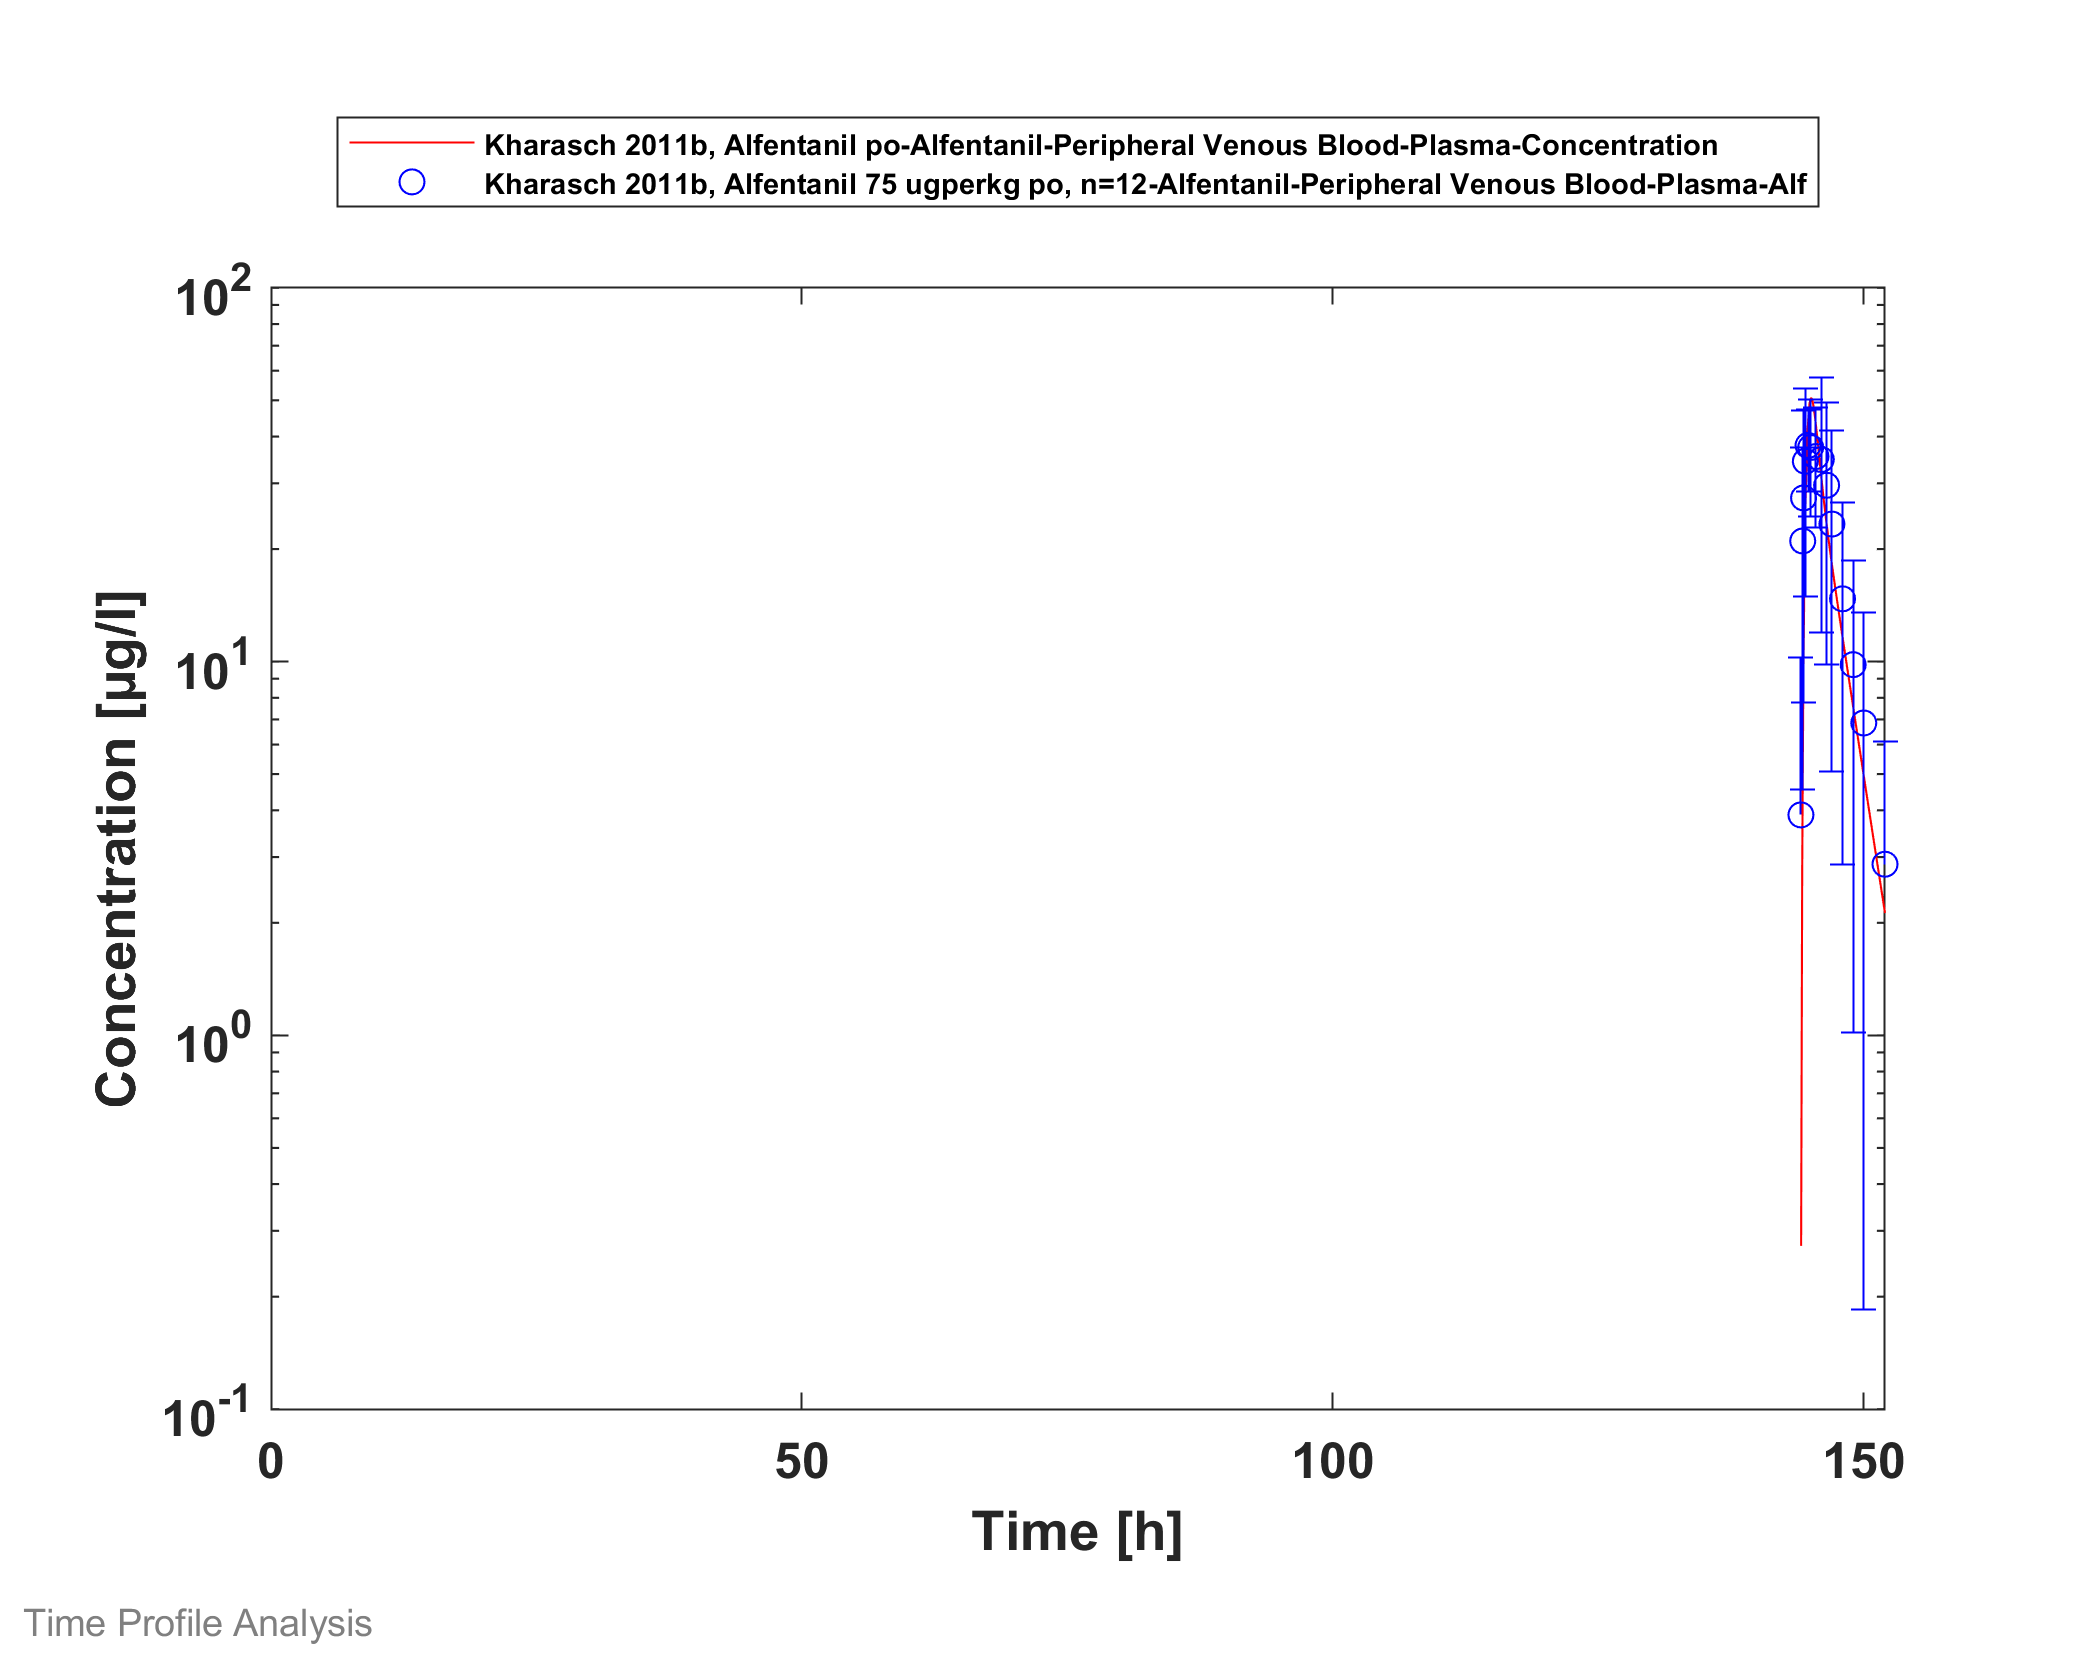 Kharasch 2011b, Alfentanil po-Alfentanil-Peripheral Venous Blood-Plasma-Concentration
Kharasch 2011b, Alfentanil 75 ugperkg po, n=12-Alfentanil-Peripheral Venous Blood-Plasma-Alf
10^2
10^1
10^0
10^-1
Concentration [µg/l]
0 50 100 150
Time [h]
Time Profile Analysis